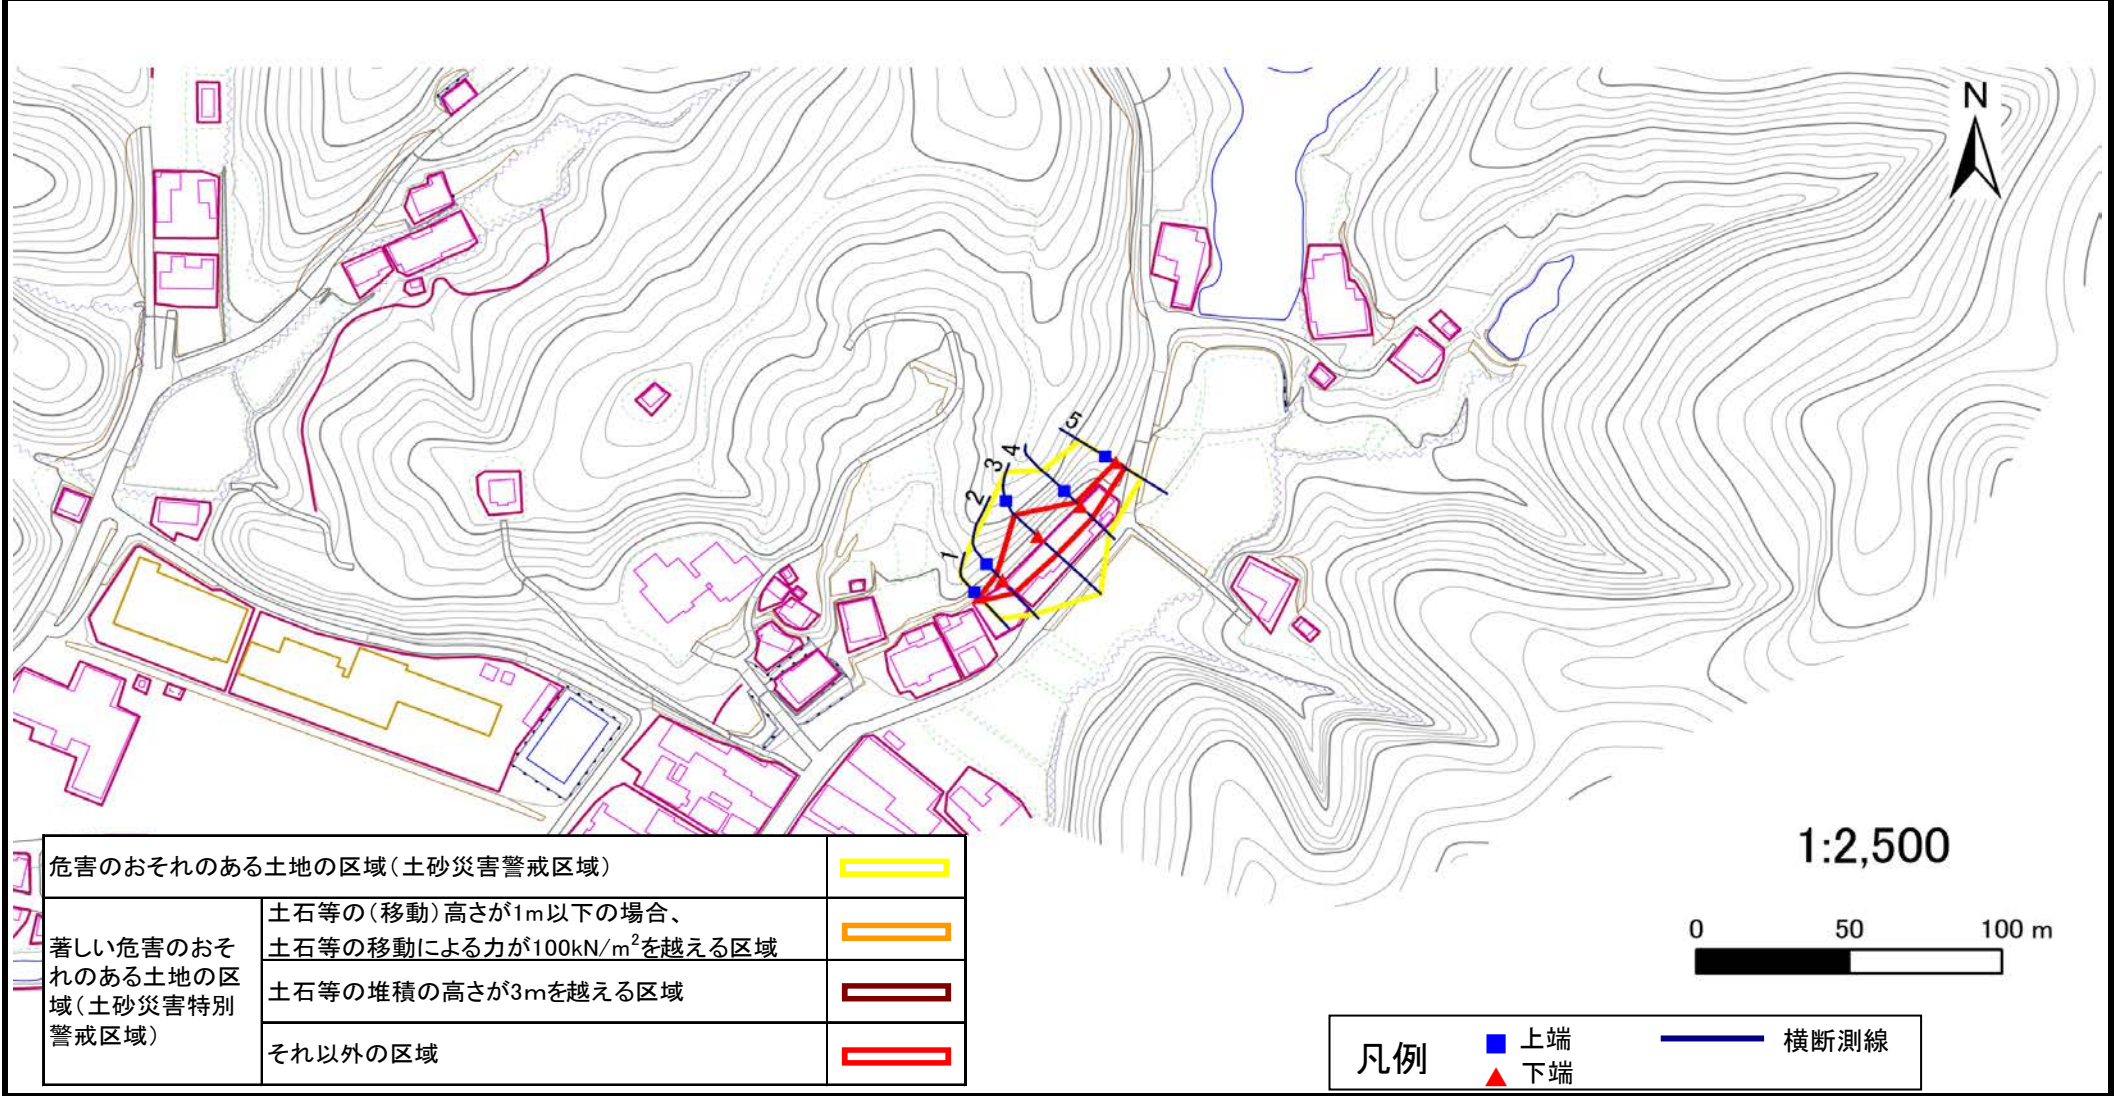 N
5
4
3
2
1
1:2,500
0 50 100 m
危害のおそれのある土地の区域(土砂災害警戒区域)
著しい危害のおそ
れのある土地の区
域(土砂災害特別
警戒区域)
土石等の(移動)高さが1m以下の場合、
土石等の移動による力が100kN/m²を越える区域
土石等の堆積の高さが3mを越える区域
それ以外の区域
凡例
上端
下端
横断測線